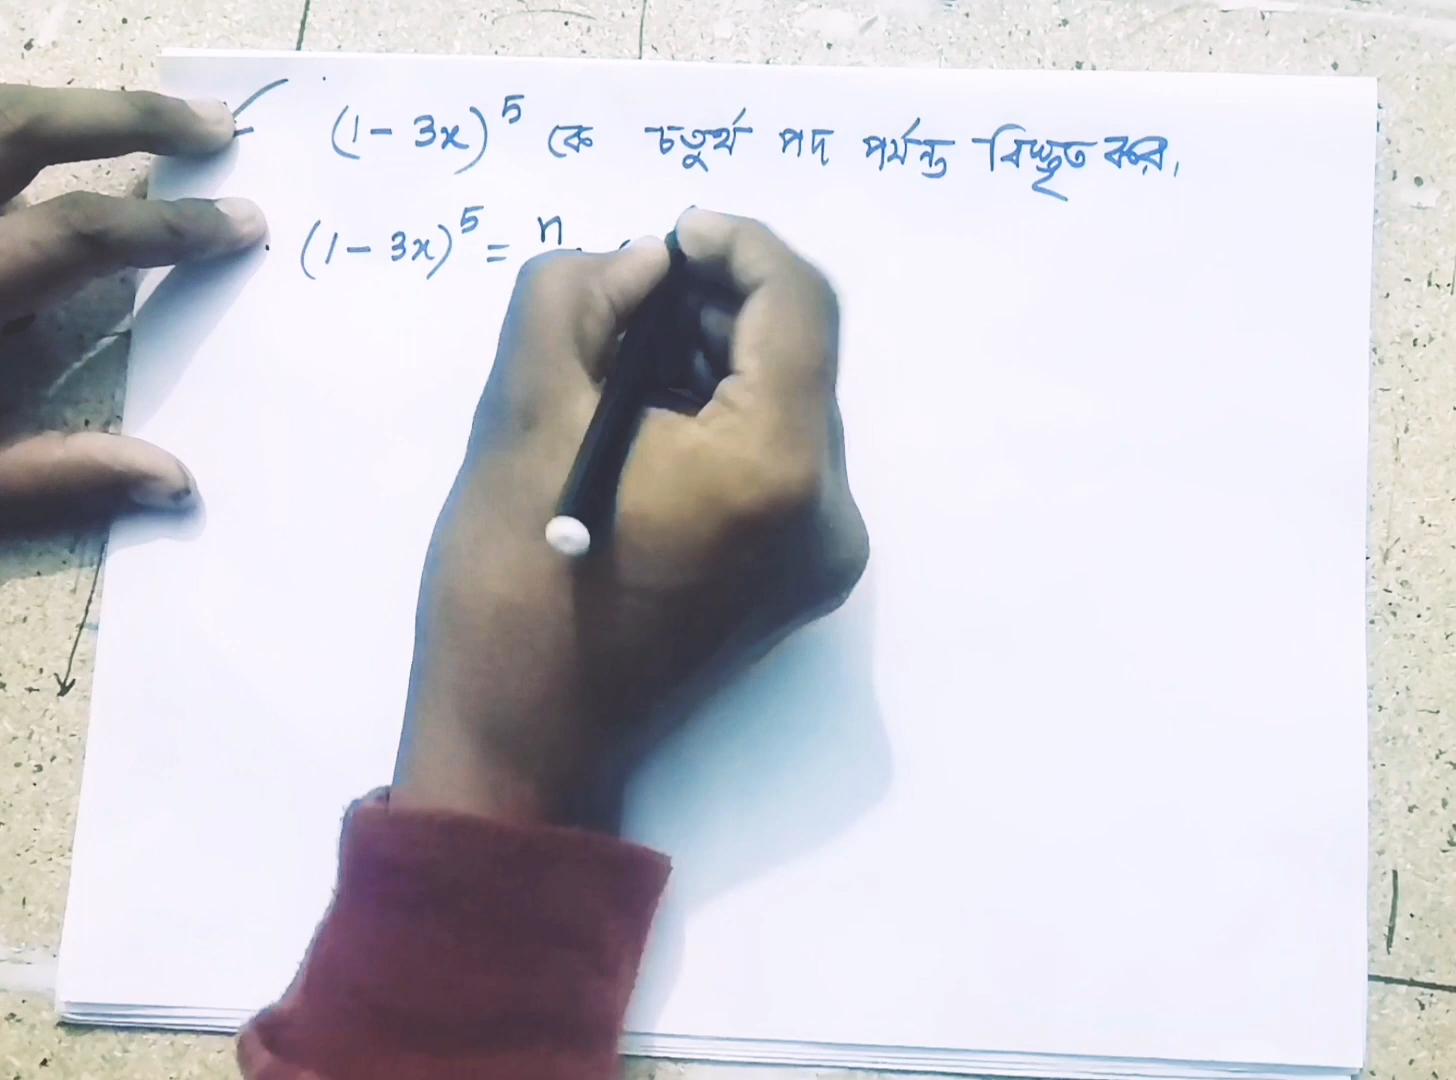 (1 - 3x)^5 কে চতুর্থ পদ পর্যন্ত বিস্তৃত কর।
(1 - 3x)^5 = n